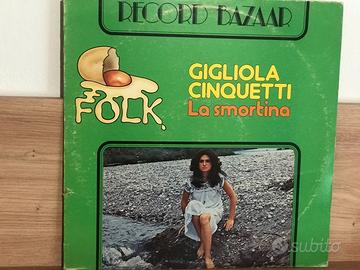 RECORD BAZAAR
FOLK
GIGLIOLA
CINQUETTI
La smortina
subito